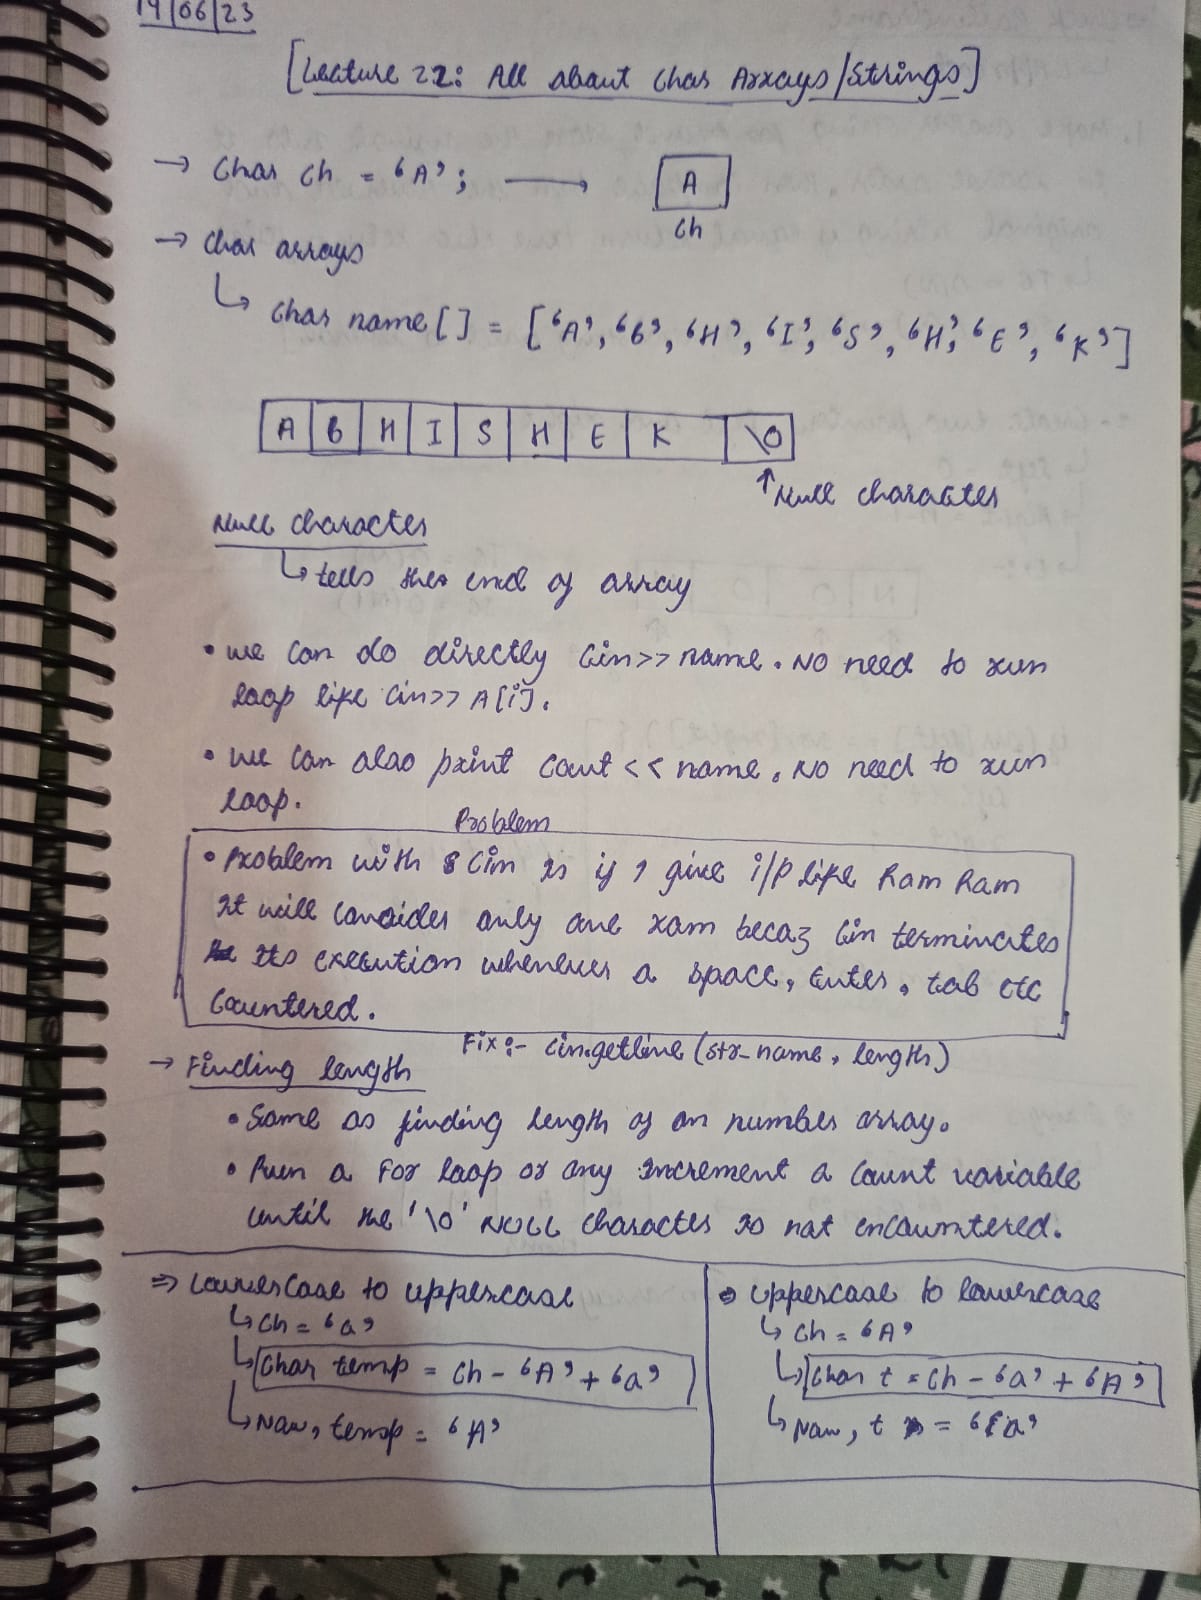 19/06/23
[Lecture 22: All about Char Arrays/Strings]
→ Char Ch = 'A'; → A
Ch
→ Char arrays
↳ Char name[] = ['A', 'B', 'H', 'I', 'S', 'H', 'E', 'K']
A B H I S H E K \0
↑ Null character
Null character
↳ tells the end of array
• we can do directly Cin>>name. No need to run
loop like Cin>> A[i].
• we can also print Cout<<name. No need to run
loop.
Problem
• Problem with Cin is if I give i/p like Ram Ram
It will consider only one ram becaz Cin terminates
Its execution whenever a space, Enter, tab etc
Countered.
Fix:- Cin.getline(str_name, length)
→ Finding length
• Same as finding length of an number array.
• Run a For loop or any Increment a Count variable
until the '\0' NULL character is not encountered.
⇒ Lowercase to uppercase
↳ Ch = 'a'
↳ Char temp = Ch - 'A' + 'a'
↳ Now, temp = 'A'
⇒ Uppercase to lowercase
↳ Ch = 'A'
↳ Char t = Ch - 'a' + 'A'
↳ Now, t = 'a'